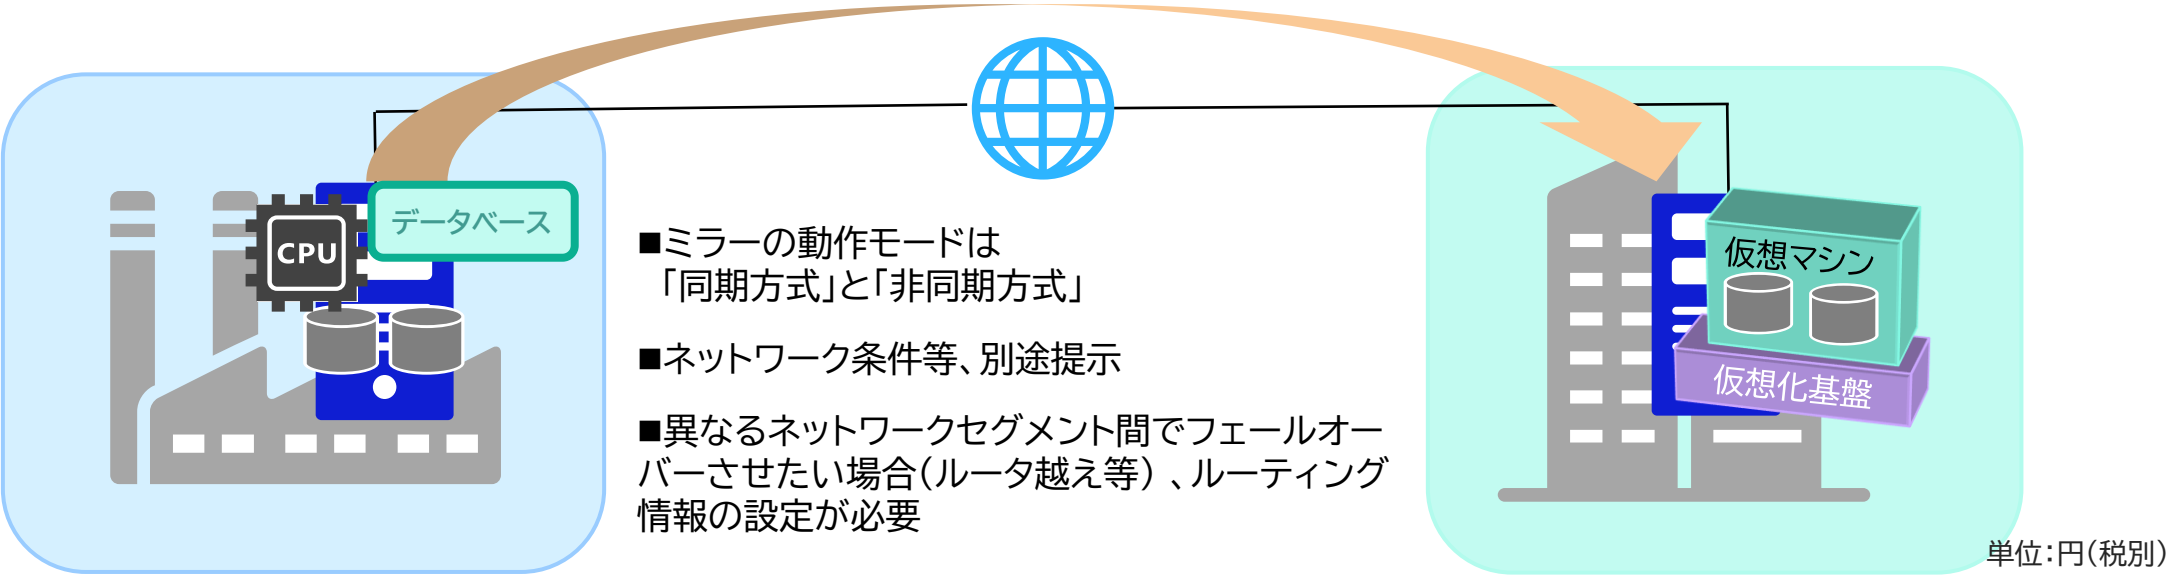 CPU
データベース
■ミラーの動作モードは
「同期方式」と「非同期方式」
■ネットワーク条件等、別途提示
■異なるネットワークセグメント間でフェールオー
バーさせたい場合(ルータ越え等)、ルーティング
情報の設定が必要
仮想マシン
仮想化基盤
単位:円(税別)